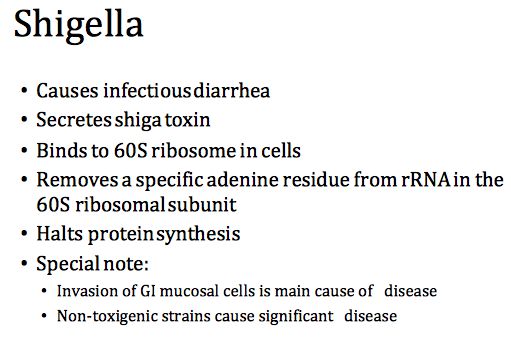 Shigella
• Causes infectious diarrhea
• Secretes shiga toxin
• Binds to 60S ribosome in cells
• Removes a specific adenine residue from rRNA in the
60S ribosomal subunit
• Halts protein synthesis
• Special note:
• Invasion of GI mucosal cells is main cause of disease
• Non-toxigenic strains cause significant disease